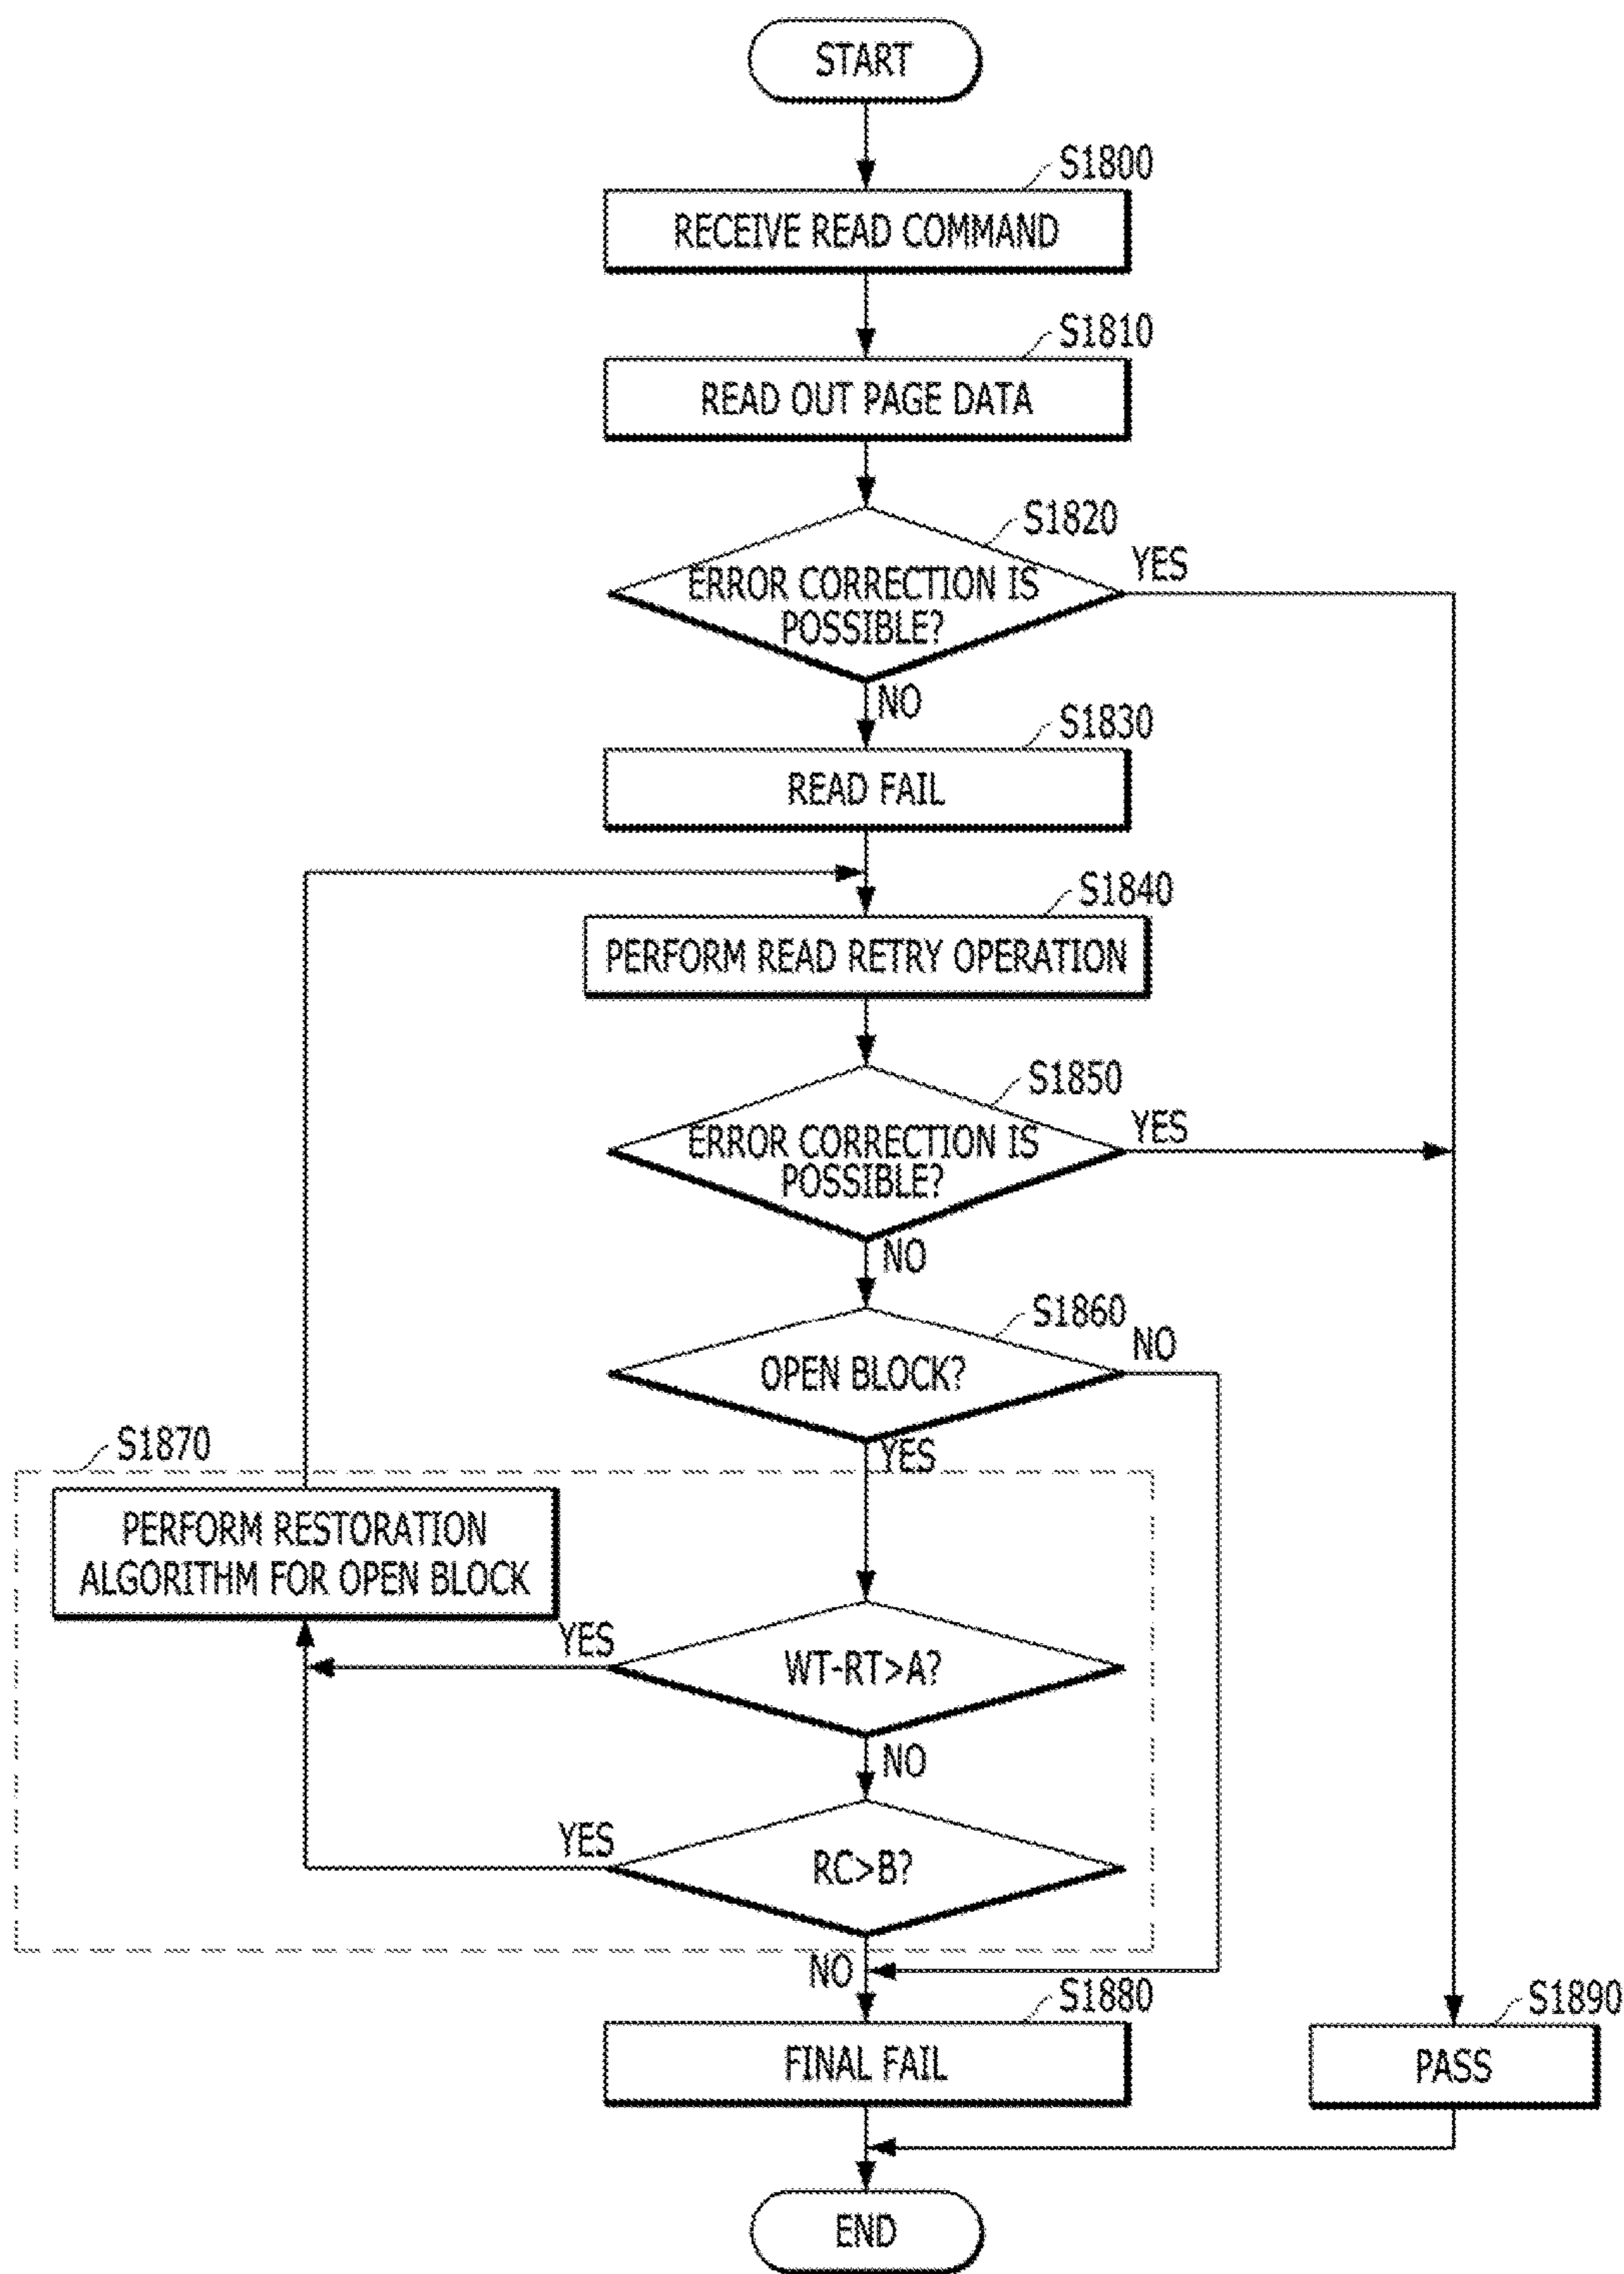 START
S1800
RECEIVE READ COMMAND
S1810
READ OUT PAGE DATA
S1820
ERROR CORRECTION IS
POSSIBLE?
YES
NO
S1830
READ FAIL
S1840
PERFORM READ RETRY OPERATION
S1850
ERROR CORRECTION IS
POSSIBLE?
YES
NO
S1860
OPEN BLOCK?
NO
YES
S1870
PERFORM RESTORATION
ALGORITHM FOR OPEN BLOCK
YES
WT-RT>A?
NO
YES
RC>B?
NO
S1880
FINAL FAIL
S1890
PASS
END